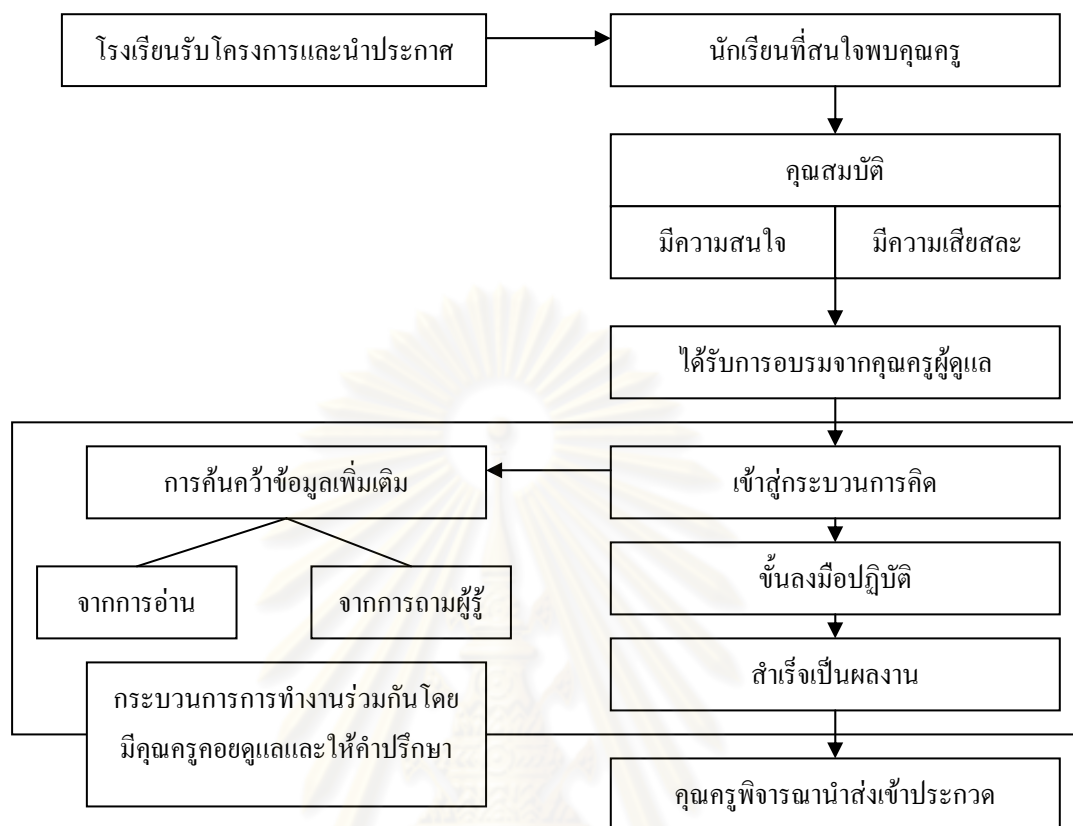 โรงเรียนรับโครงการและนำประกาศ
นักเรียนที่สนใจพบคุณครู
คุณสมบัติ
มีความสนใจ
มีความเสียสละ
ได้รับการอบรมจากคุณครูผู้ดูแล
การค้นคว้าข้อมูลเพิ่มเติม
เข้าสู่กระบวนการคิด
ขั้นลงมือปฏิบัติ
จากการอ่าน
จากการถามผู้รู้
สำเร็จเป็นผลงาน
กระบวนการการทำงานร่วมกันโดย
มีคุณครูคอยดูแลและให้คำปรึกษา
คุณครูพิจารณานำส่งเข้าประกวด